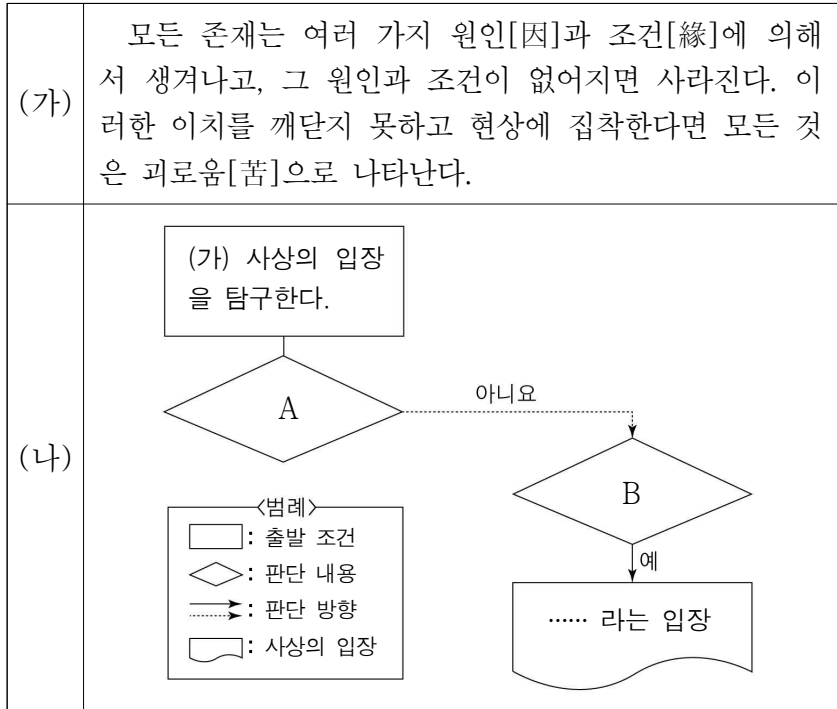 (가)
모든 존재는 여러 가지 원인[因]과 조건[緣]에 의해
서 생겨나고, 그 원인과 조건이 없어지면 사라진다. 이
러한 이치를 깨닫지 못하고 현상에 집착한다면 모든 것
은 괴로움[苦]으로 나타난다.
(나)
(가) 사상의 입장
을 탐구한다.
A
아니요
B
예
…… 라는 입장
<범례>
: 출발 조건
: 판단 내용
: 판단 방향
: 사상의 입장